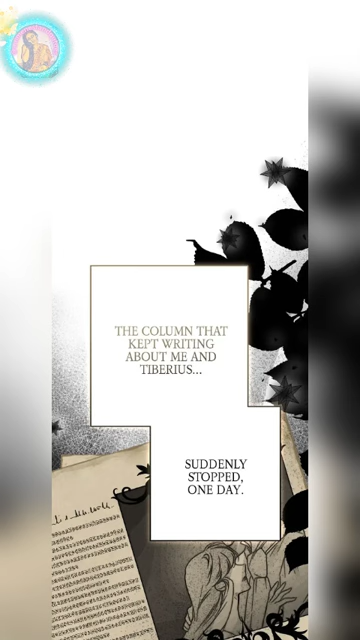 THE COLUMN THAT
KEPT WRITING
ABOUT ME AND
TIBERIUS...
SUDDENLY
STOPPED,
ONE DAY.